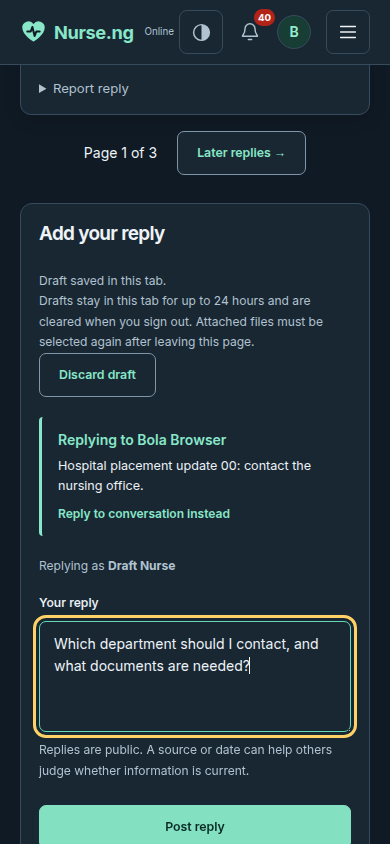 Nurse.ng Online 40 B
Report reply
Page 1 of 3 Later replies →
Add your reply
Draft saved in this tab.
Drafts stay in this tab for up to 24 hours and are
cleared when you sign out. Attached files must be
selected again after leaving this page.
Discard draft
Replying to Bola Browser
Hospital placement update 00: contact the
nursing office.
Reply to conversation instead
Replying as Draft Nurse
Your reply
Which department should I contact, and
what documents are needed?
Replies are public. A source or date can help others
judge whether information is current.
Post reply